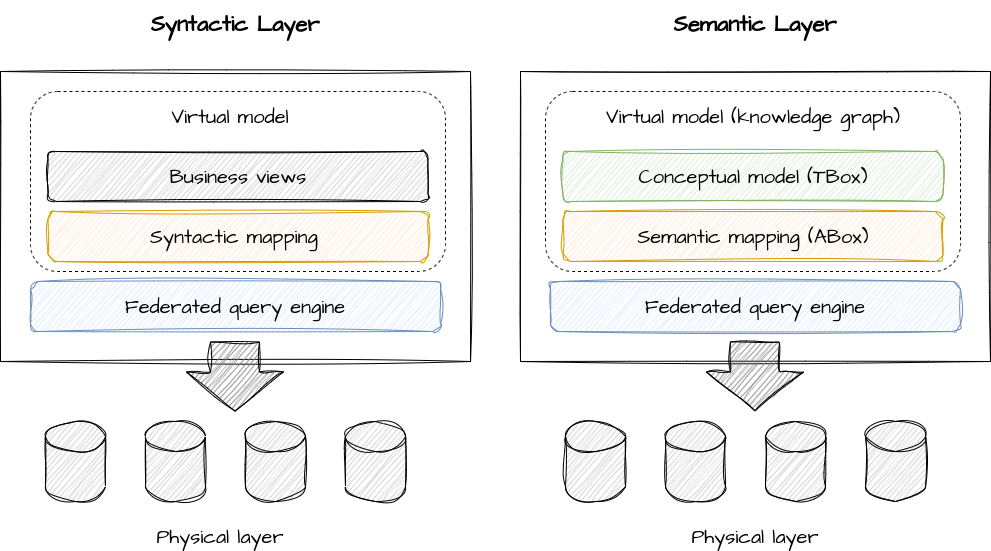 Syntactic Layer
Virtual model
Business views
Syntactic mapping
Federated query engine
Physical layer
Semantic Layer
Virtual model (knowledge graph)
Conceptual model (TBox)
Semantic mapping (ABox)
Federated query engine
Physical layer